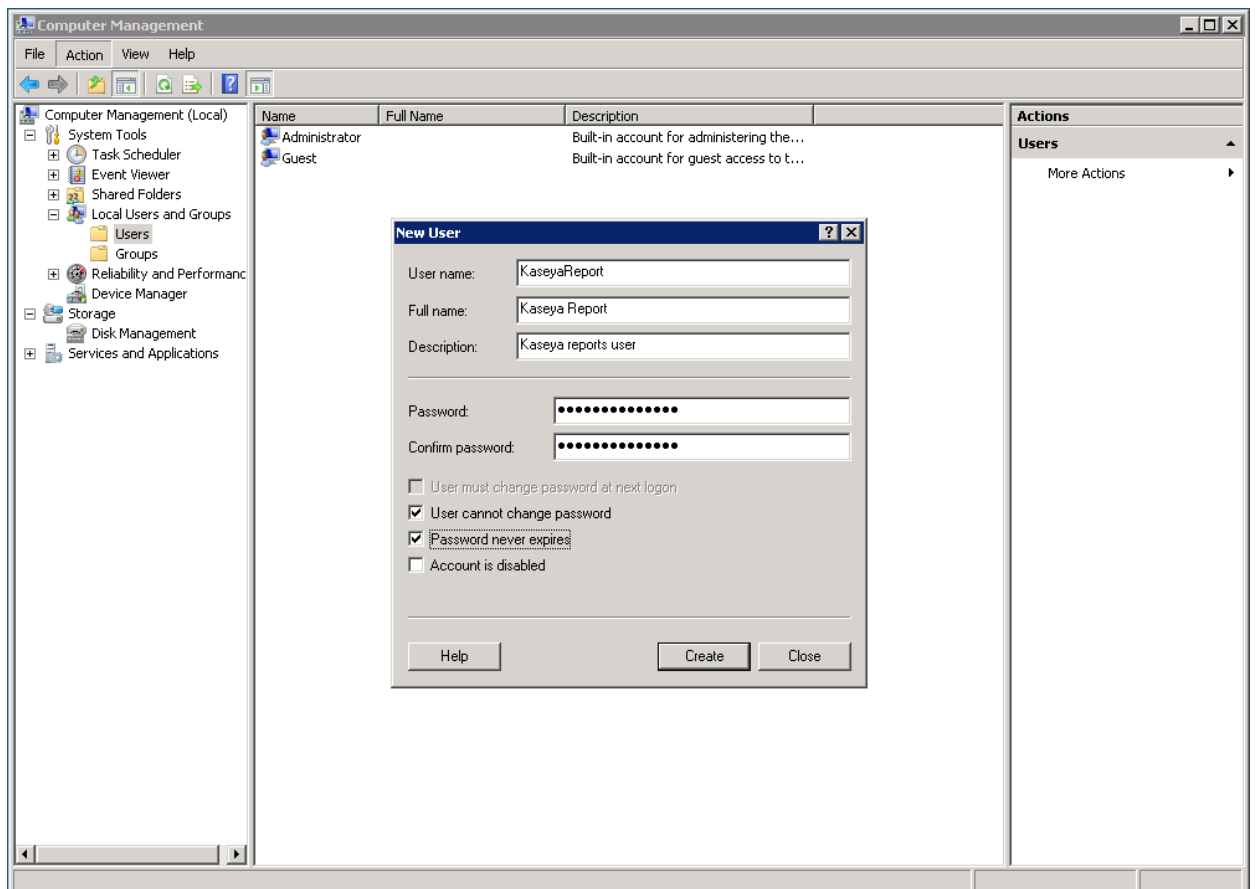 Computer Management
File Action View Help
Computer Management (Local)
System Tools
Task Scheduler
Event Viewer
Shared Folders
Local Users and Groups
Users
Groups
Reliability and Performanc
Device Manager
Storage
Disk Management
Services and Applications
Name Full Name Description
Administrator Built-in account for administering the...
Guest Built-in account for guest access to t...
Actions
Users
More Actions
New User
User name: KaseyaReport
Full name: Kaseya Report
Description: Kaseya reports user
Password: ••••••••••••••
Confirm password: ••••••••••••••
User must change password at next logon
User cannot change password
Password never expires
Account is disabled
Help Create Close